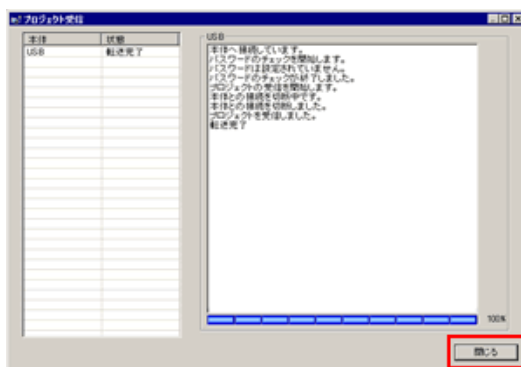 プロジェクト受信
本体 状態
USB 転送完了
USB
本体へ接続しています。
パスワードのチェックを開始します。
パスワードは設定されていません。
パスワードのチェックが終了しました。
プロジェクトの受信を開始します。
本体との接続を切断中です。
本体との接続を切断しました。
プロジェクトを受信しました。
転送完了
100%
閉じる